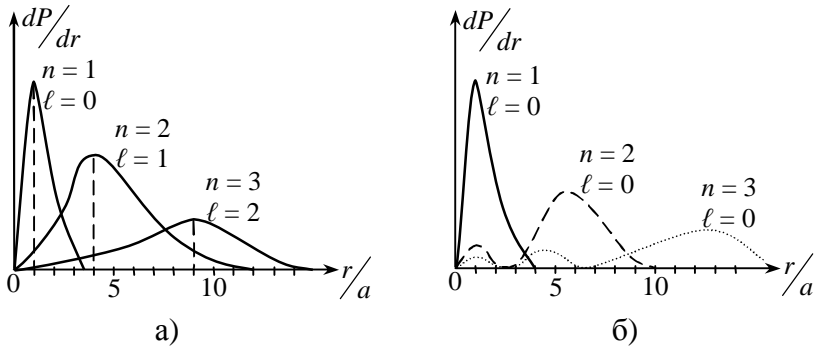 dP/dr
n = 1
ℓ = 0
n = 2
ℓ = 1
n = 3
ℓ = 2
0 5 10 r/a
а)
dP/dr
n = 1
ℓ = 0
n = 2
ℓ = 0
n = 3
ℓ = 0
0 5 10 r/a
б)